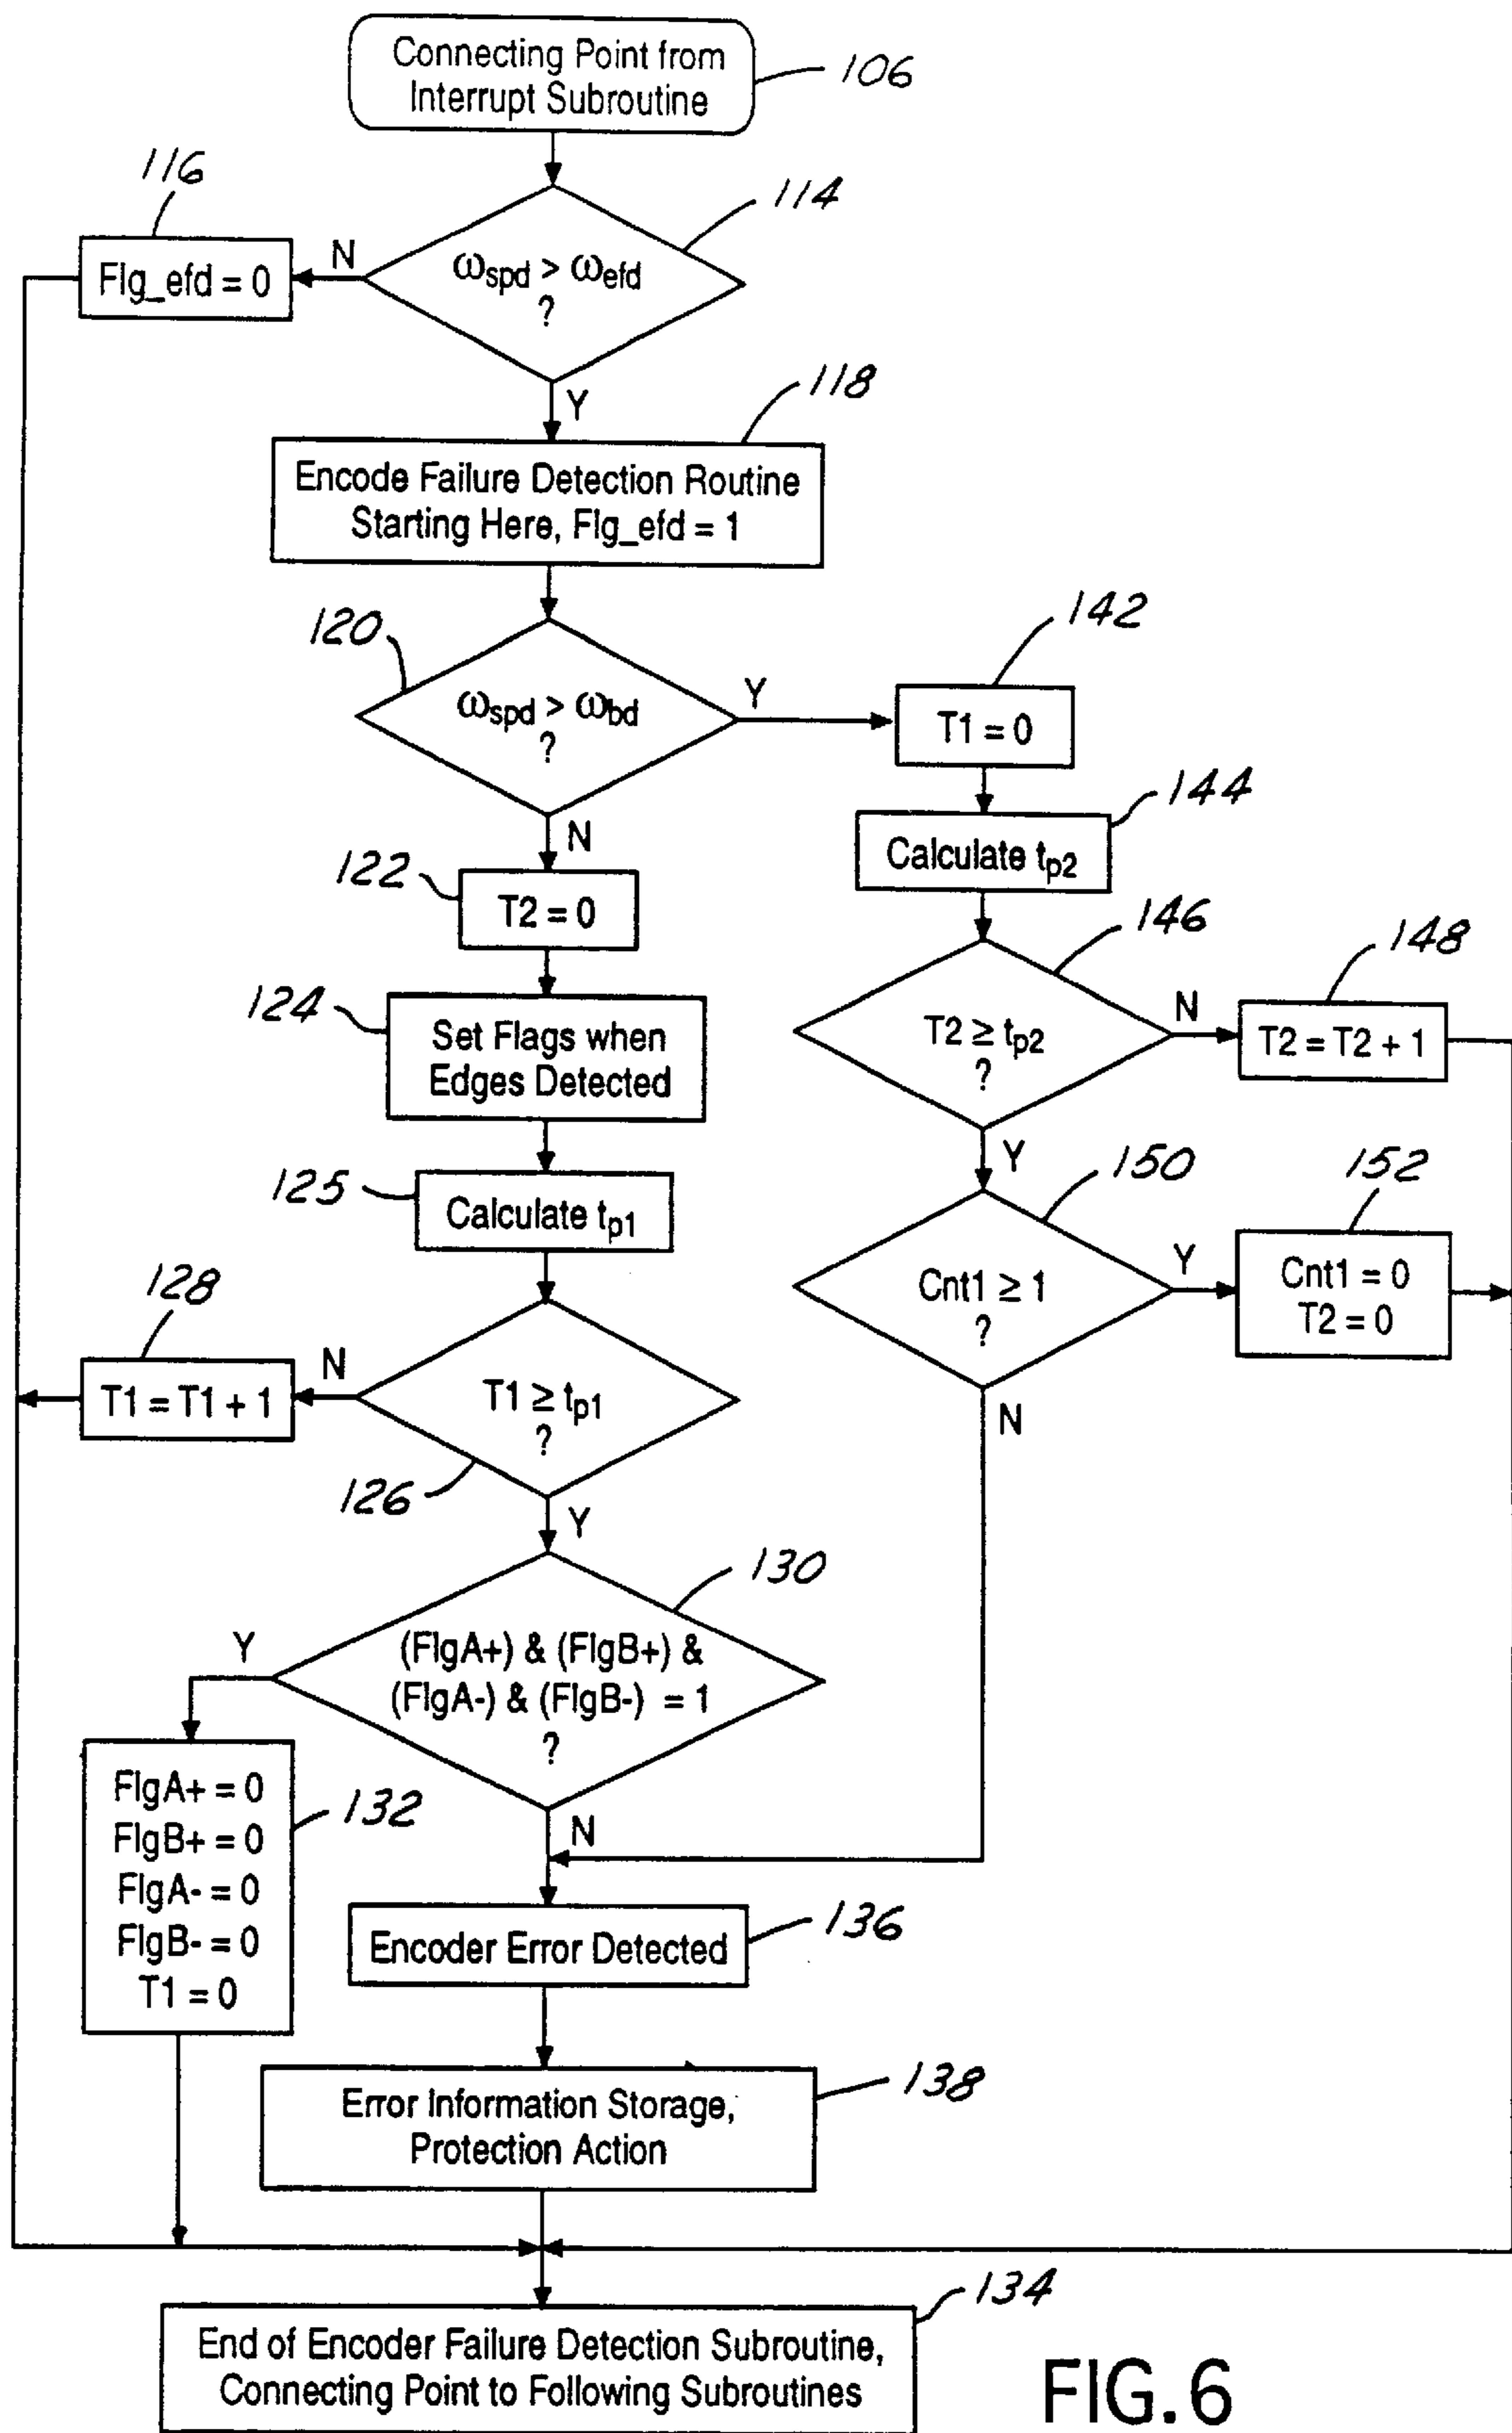 Connecting Point from
Interrupt Subroutine
106
116
114
Flg_efd = 0
N
ωspd > ωefd
?
Y
118
Encode Failure Detection Routine
Starting Here, Flg_efd = 1
120
ωspd > ωbd
?
Y
142
T1 = 0
N
144
Calculate tp2
122
T2 = 0
146
T2 ≥ tp2
?
N
148
T2 = T2 + 1
124
Set Flags when
Edges Detected
Y
125
Calculate tp1
150
Cnt1 ≥ 1
?
Y
152
Cnt1 = 0
T2 = 0
N
128
T1 = T1 + 1
N
T1 ≥ tp1
?
126
Y
130
Y
(FlgA+) & (FlgB+) &
(FlgA-) & (FlgB-) = 1
?
N
FlgA+ = 0
FlgB+ = 0
FlgA- = 0
FlgB- = 0
T1 = 0
132
136
Encoder Error Detected
138
Error Information Storage,
Protection Action
134
End of Encoder Failure Detection Subroutine,
Connecting Point to Following Subroutines
FIG.6